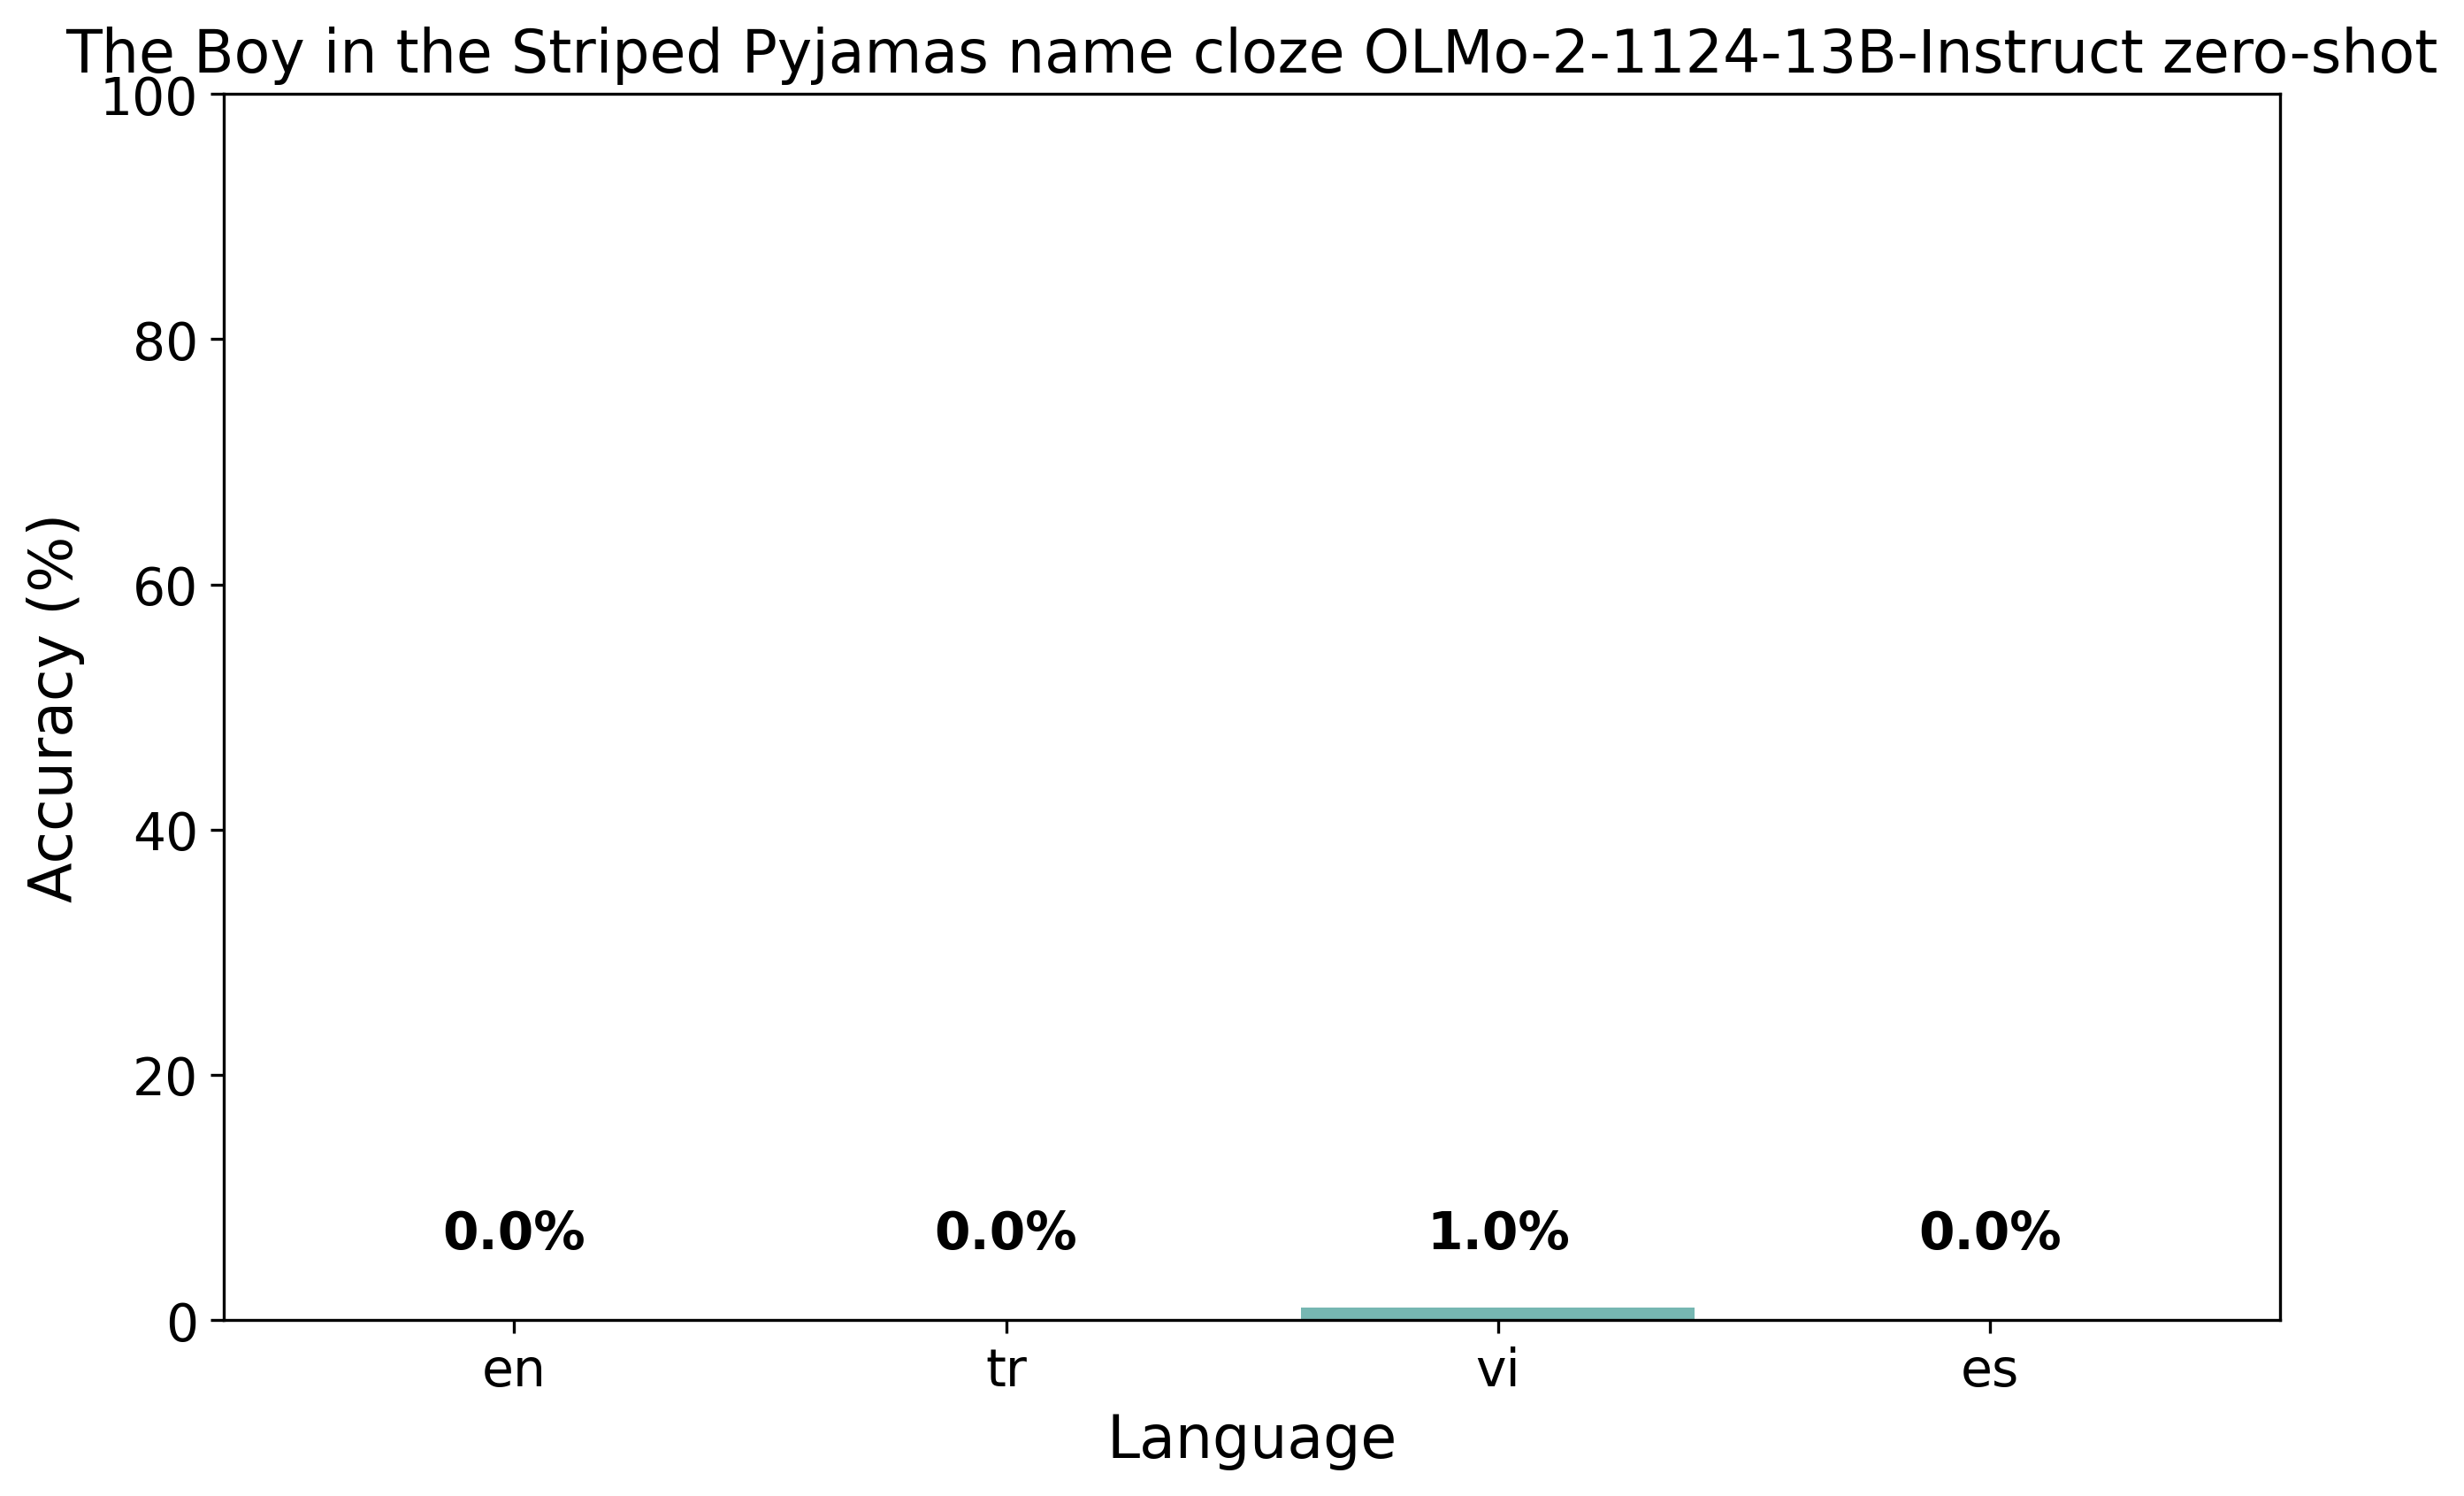 The Boy in the Striped Pyjamas name cloze OLMo-2-1124-13B-Instruct zero-shot
100
80
60
40
20
0
Accuracy (%)
0.0%
0.0%
1.0%
0.0%
en
tr
vi
es
Language